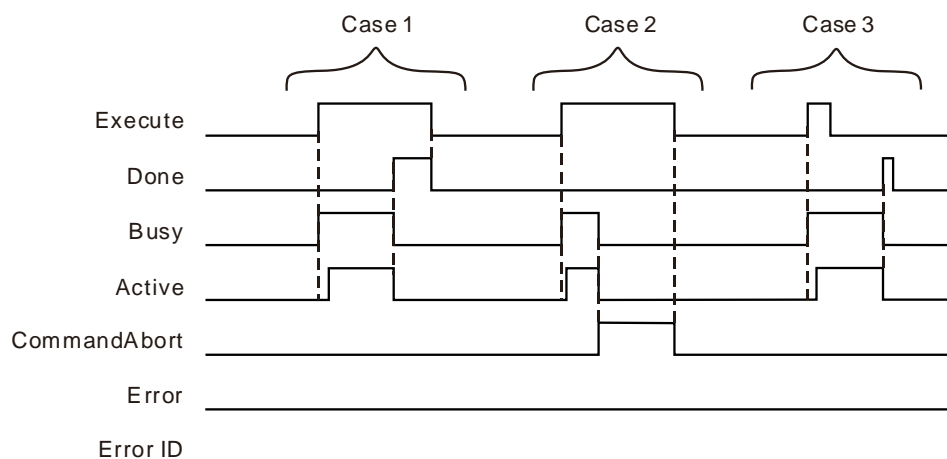 Case 1 Case 2 Case 3
Execute
Done
Busy
Active
CommandAbort
Error
Error ID